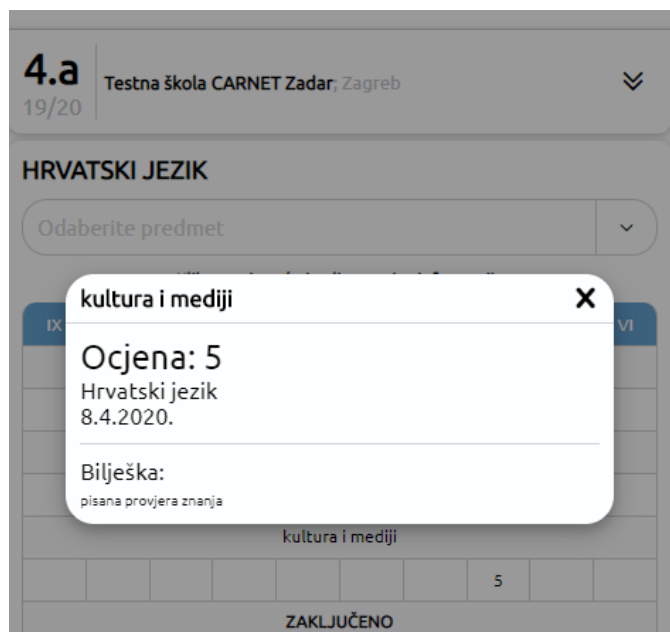 4.a
19/20
Testna škola CARNET Zadar; Zagreb
HRVATSKI JEZIK
Odaberite predmet
kultura i mediji X
IX VI
Ocjena: 5
Hrvatski jezik
8.4.2020.
Bilješka:
pisana provjera znanja
kultura i mediji
5
ZAKLJUČENO